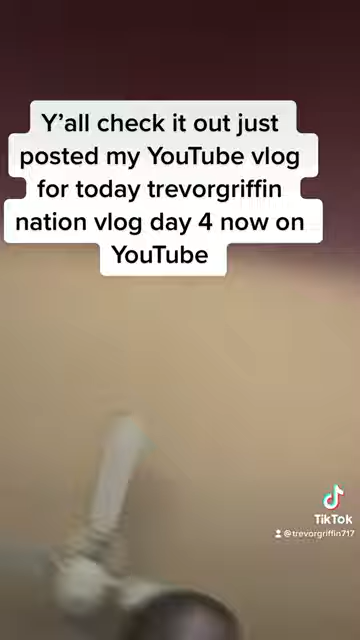 Y’all check it out just
posted my YouTube vlog
for today trevorgriffin
nation vlog day 4 now on
YouTube
TikTok
@trevorgriffin717